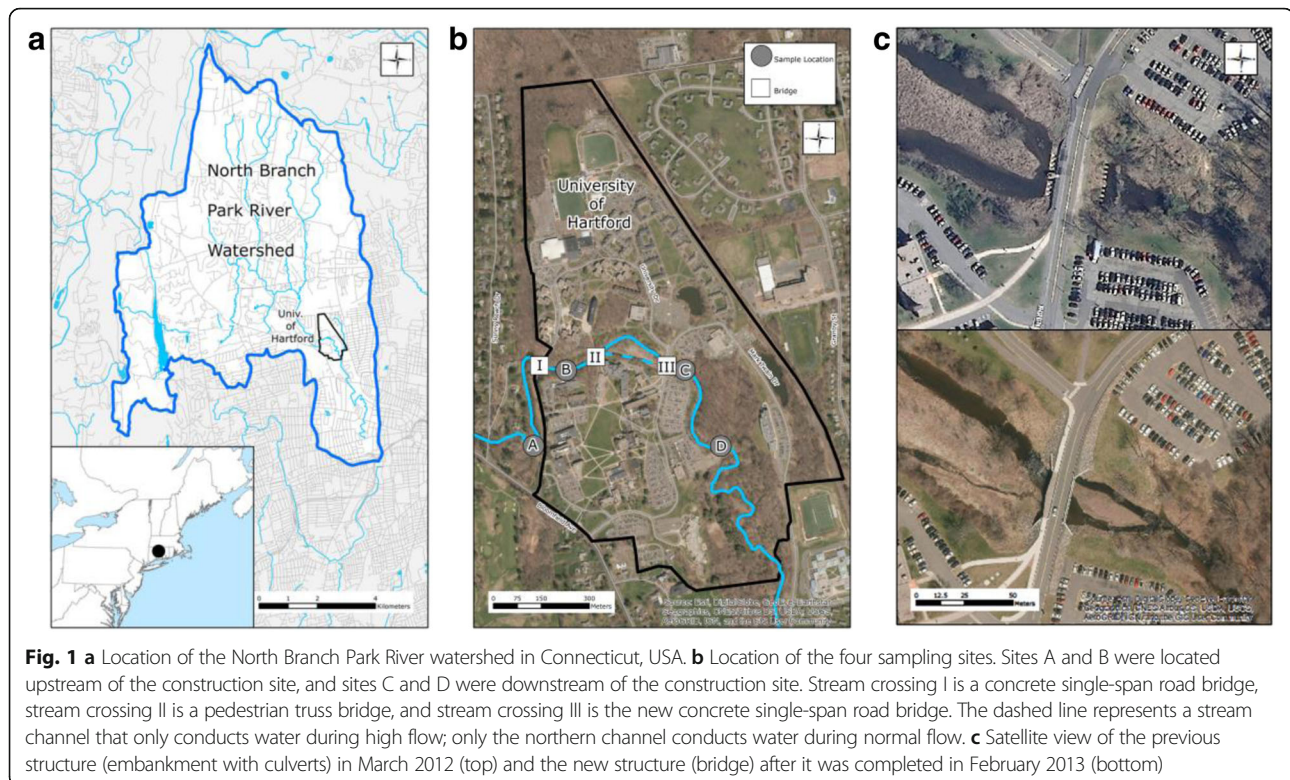 a
North Branch
Park River
Watershed
Univ.
of
Hartford
0 1 2 4
Kilometers
b
Sample Location
Bridge
University
of
Hartford
I
B
II
III
C
A
D
0 75 150 300
Meters
c
0 12.5 25 50
Meters
Fig. 1 a Location of the North Branch Park River watershed in Connecticut, USA. b Location of the four sampling sites. Sites A and B were located
upstream of the construction site, and sites C and D were downstream of the construction site. Stream crossing I is a concrete single-span road bridge,
stream crossing II is a pedestrian truss bridge, and stream crossing III is the new concrete single-span road bridge. The dashed line represents a stream
channel that only conducts water during high flow; only the northern channel conducts water during normal flow. c Satellite view of the previous
structure (embankment with culverts) in March 2012 (top) and the new structure (bridge) after it was completed in February 2013 (bottom)